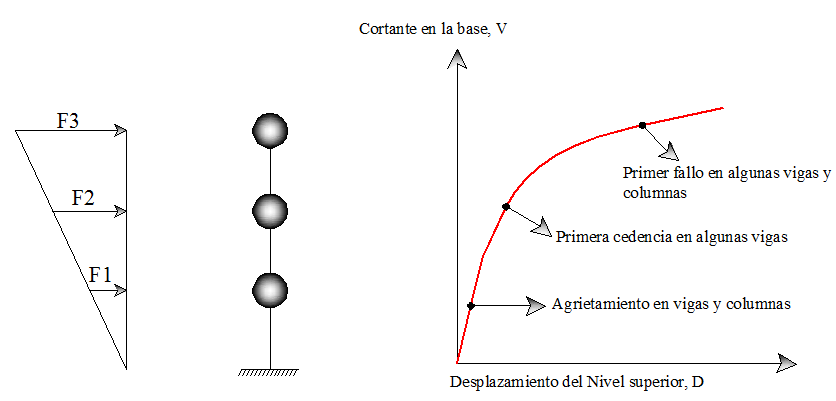 Cortante en la base, V
F3
F2
F1
Primer fallo en algunas vigas y
columnas
Primera cedencia en algunas vigas
Agrietamiento en vigas y columnas
Desplazamiento del Nivel superior, D